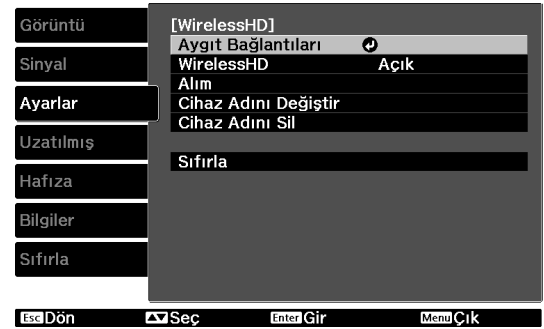 Görüntü
Sinyal
Ayarlar
Uzatılmış
Hafıza
Bilgiler
Sıfırla
[WirelessHD]
Aygıt Bağlantıları
WirelessHD Açık
Alım
Cihaz Adını Değiştir
Cihaz Adını Sil
Sıfırla
Esc Dön Seç Enter Gir Menu Çık